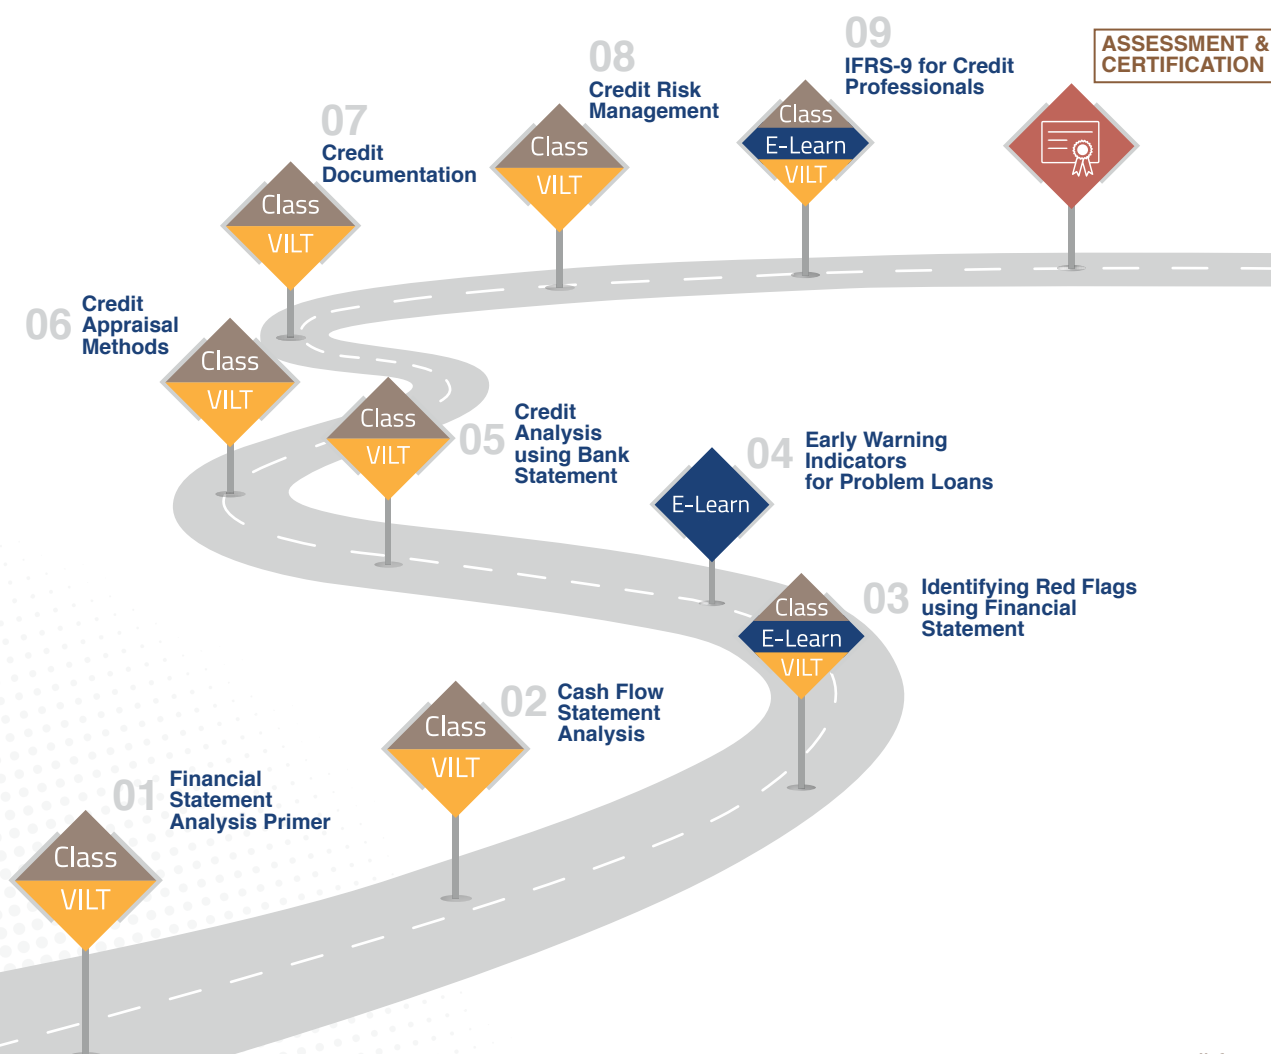 09
IFRS-9 for Credit
Professionals
ASSESSMENT &
CERTIFICATION
Class
E-Learn
VILT
08
Credit Risk
Management
Class
VILT
07
Credit
Documentation
Class
VILT
06
Credit
Appraisal
Methods
Class
VILT
05
Credit
Analysis
using Bank
Statement
Class
VILT
04
Early Warning
Indicators
for Problem Loans
E-Learn
03
Identifying Red Flags
using Financial
Statement
Class
E-Learn
VILT
02
Cash Flow
Statement
Analysis
Class
VILT
01
Financial
Statement
Analysis Primer
Class
VILT